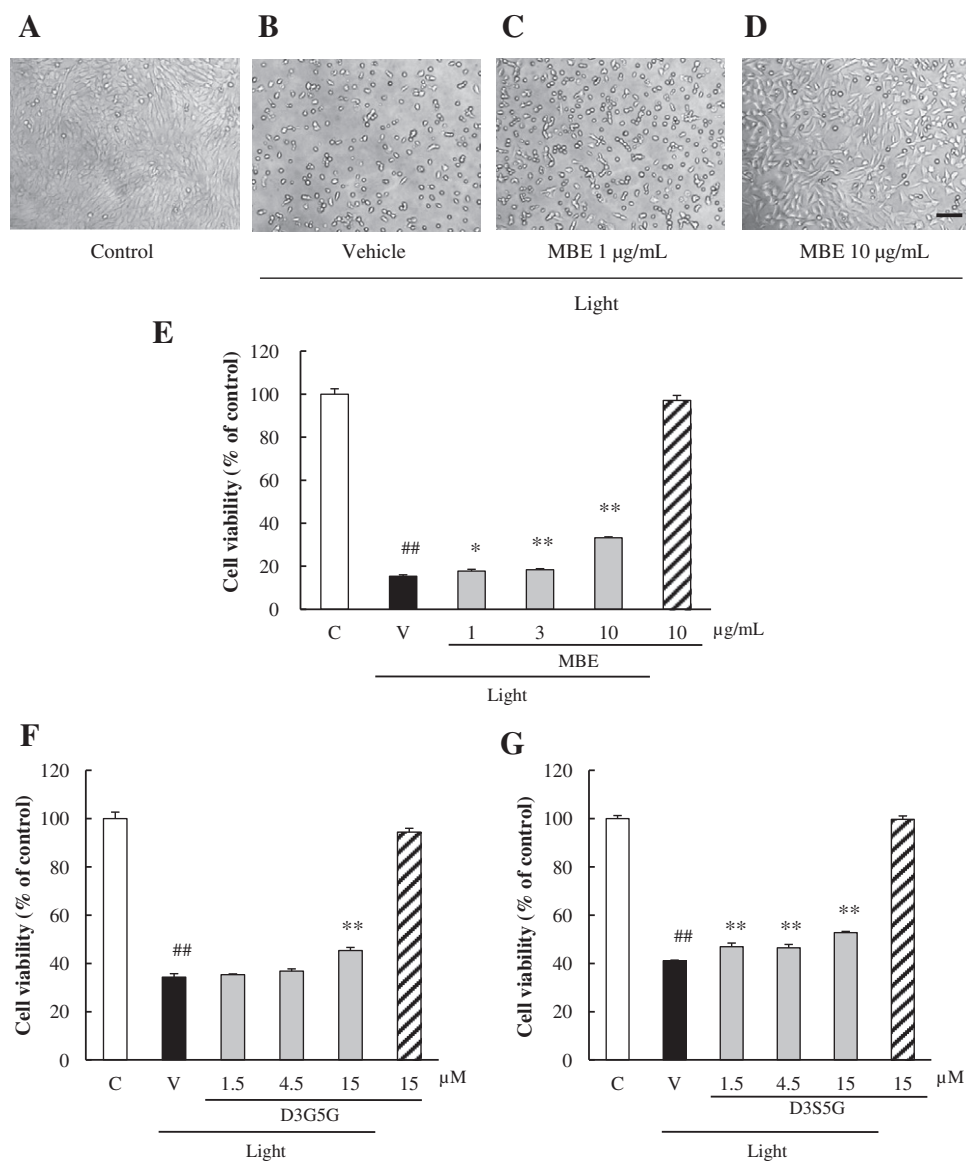 A B C D
Control Vehicle MBE 1 µg/mL MBE 10 µg/mL
Light
E
Cell viability (% of control)
120
100
80
60
40
20
0
## * ** **
C V 1 3 10 10 µg/mL
MBE
Light
F
Cell viability (% of control)
120
100
80
60
40
20
0
## **
C V 1.5 4.5 15 15 µM
D3G5G
Light
G
Cell viability (% of control)
120
100
80
60
40
20
0
## ** ** **
C V 1.5 4.5 15 15 µM
D3S5G
Light